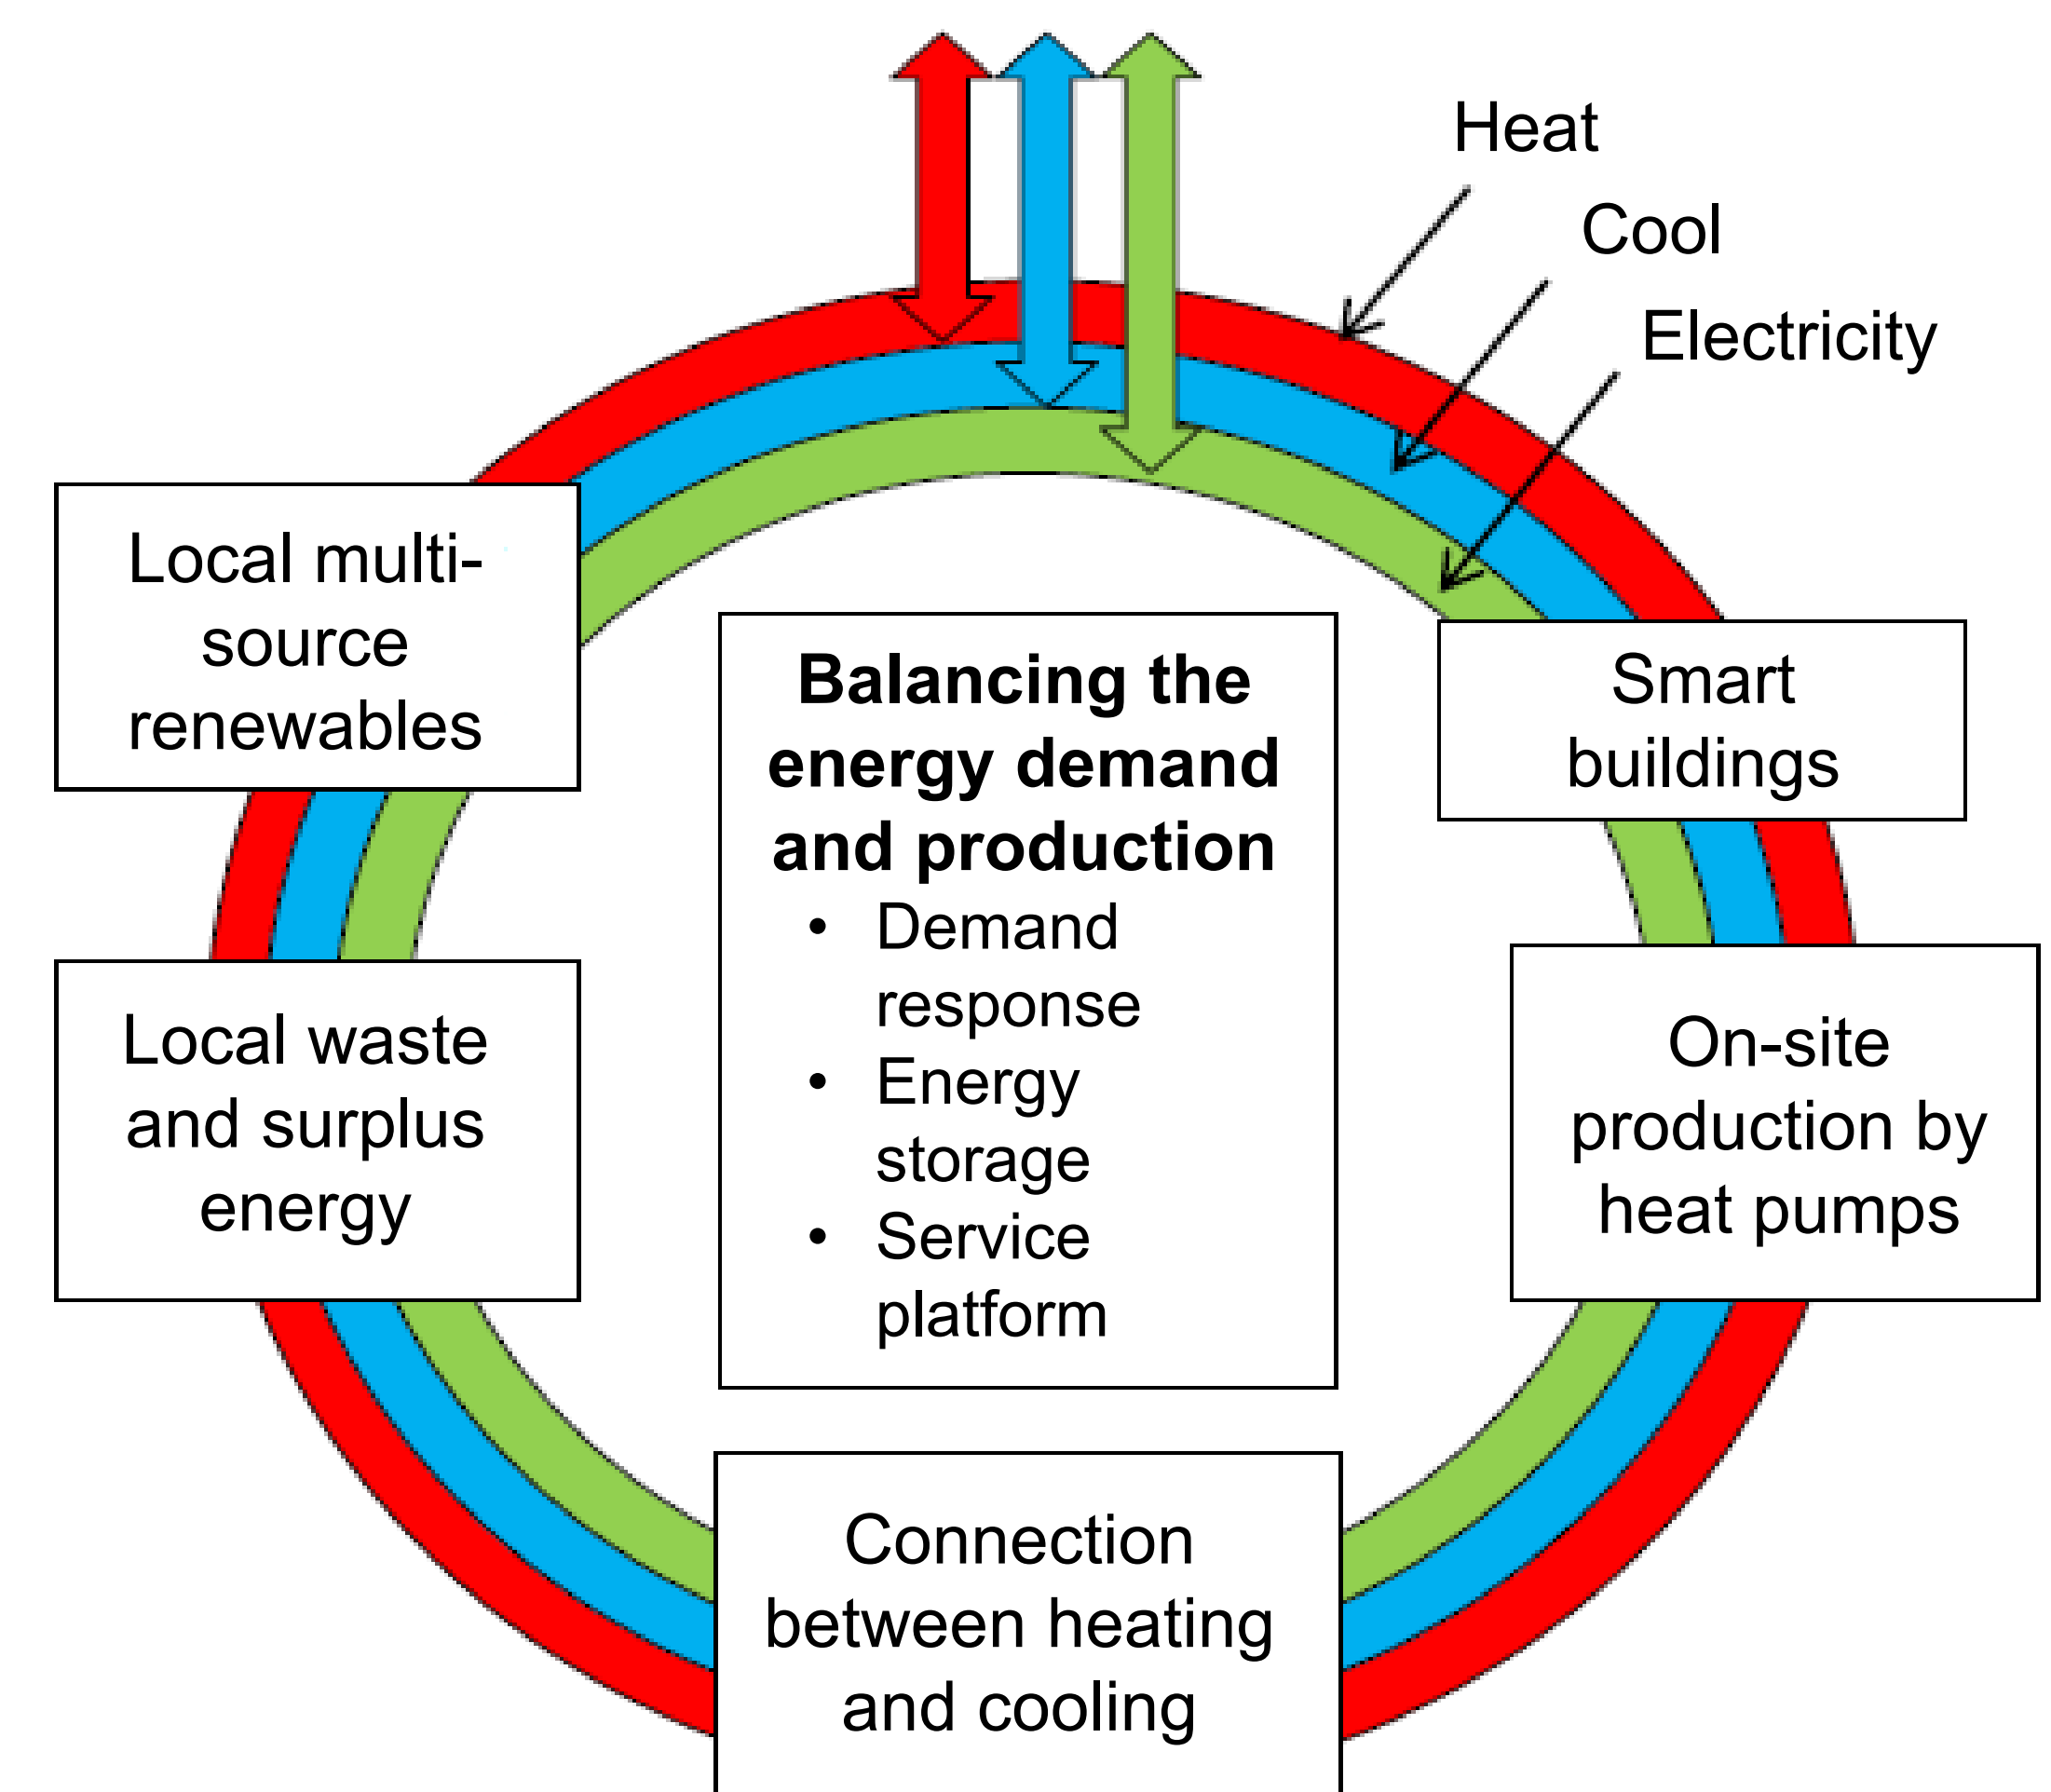 Heat
Cool
Electricity
Local multi-
source
renewables
Balancing the
energy demand
and production
• Demand
response
• Energy
storage
• Service
platform
Smart
buildings
Local waste
and surplus
energy
On-site
production by
heat pumps
Connection
between heating
and cooling